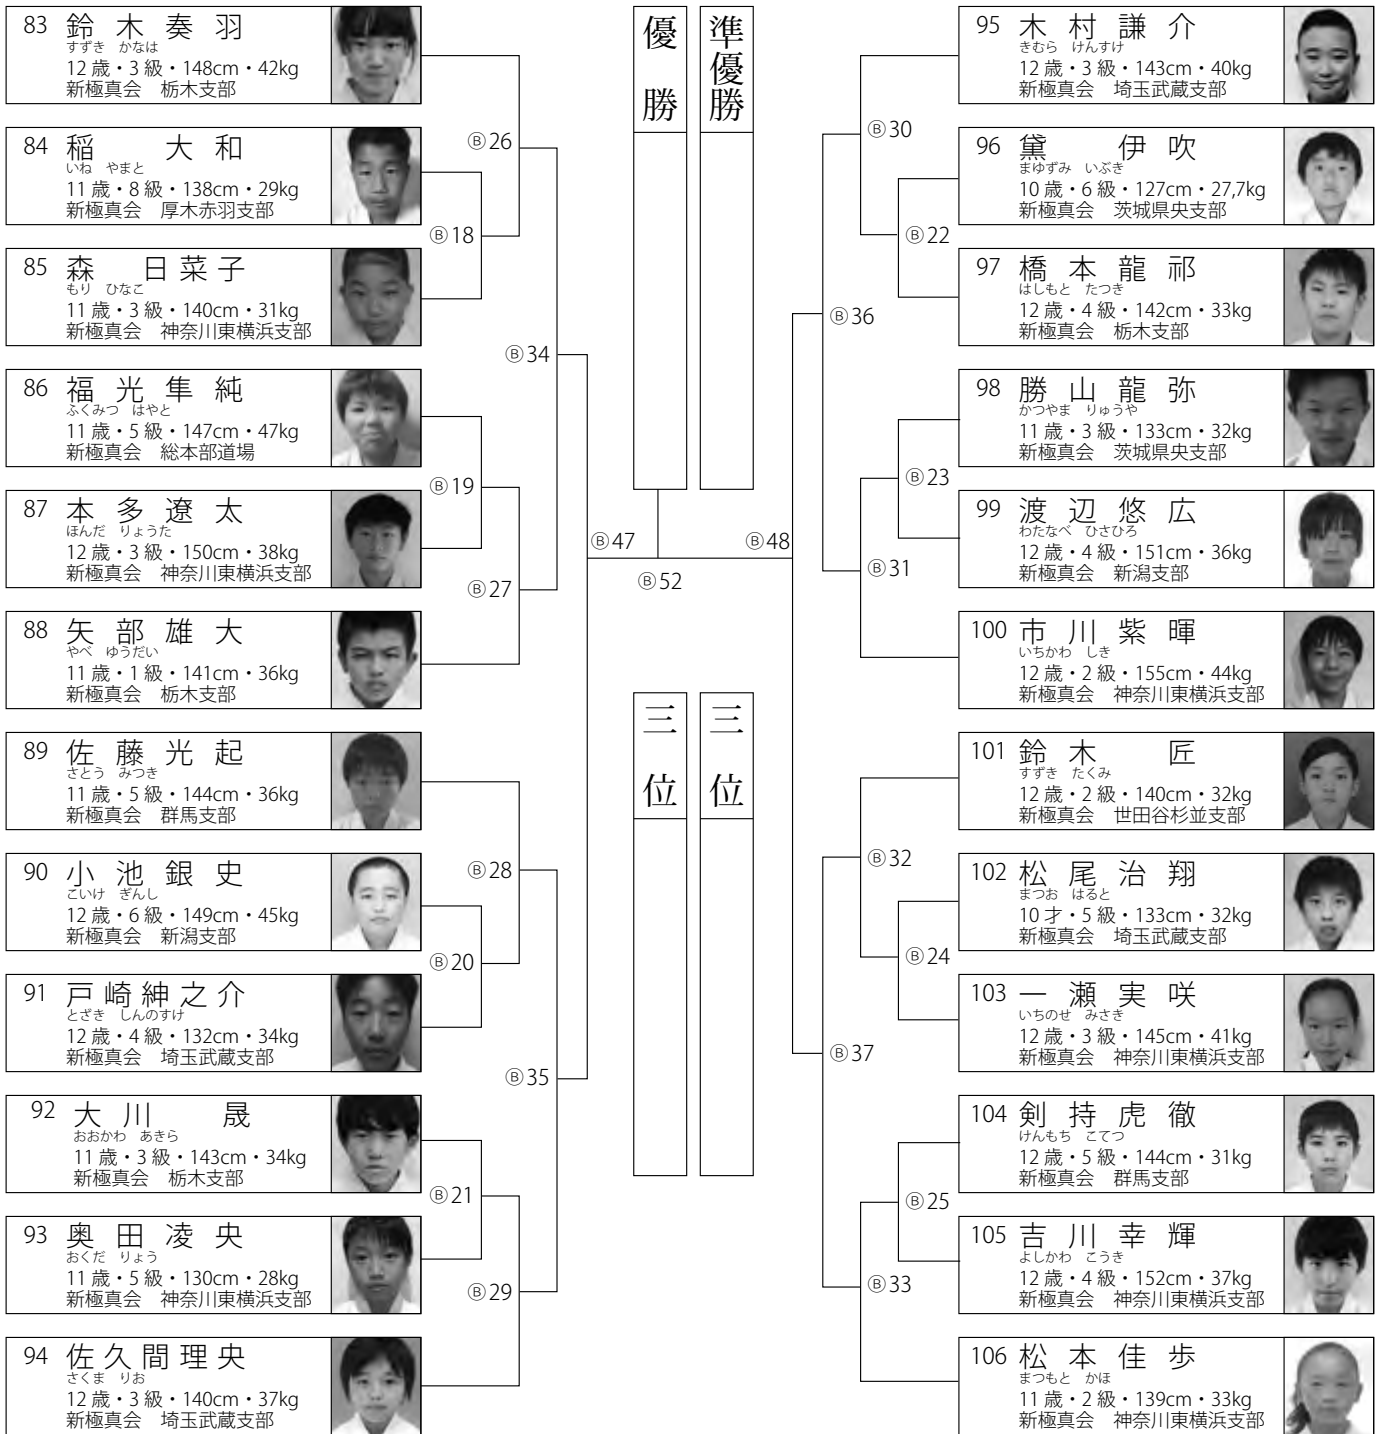 83 鈴木奏羽
すずき かなは
12歳・3級・148cm・42kg
新極真会 栃木支部
84 稲 大和
いね やまと
11歳・8級・138cm・29kg
新極真会 厚木赤羽支部
85 森 日菜子
もり ひなこ
11歳・3級・140cm・31kg
新極真会 神奈川東横浜支部
86 福光隼純
ふくみつ はやと
11歳・5級・147cm・47kg
新極真会 総本部道場
87 本多遼太
ほんだ りょうた
12歳・3級・150cm・38kg
新極真会 神奈川東横浜支部
88 矢部雄大
やべ ゆうだい
11歳・1級・141cm・36kg
新極真会 栃木支部
89 佐藤光起
さとう みつき
11歳・5級・144cm・36kg
新極真会 群馬支部
90 小池銀史
こいけ ぎんし
12歳・6級・149cm・45kg
新極真会 新潟支部
91 戸崎紳之介
とざき しんのすけ
12歳・4級・132cm・34kg
新極真会 埼玉武蔵支部
92 大川 晟
おおかわ あきら
11歳・3級・143cm・34kg
新極真会 栃木支部
93 奥田凌央
おくだ りょう
11歳・5級・130cm・28kg
新極真会 神奈川東横浜支部
94 佐久間理央
さくま りお
12歳・3級・140cm・37kg
新極真会 埼玉武蔵支部
Ⓑ26
Ⓑ18
Ⓑ34
Ⓑ19
Ⓑ27
Ⓑ28
Ⓑ20
Ⓑ35
Ⓑ21
Ⓑ29
優勝
準優勝
Ⓑ47
Ⓑ48
Ⓑ52
三位
三位
Ⓑ30
Ⓑ22
Ⓑ36
Ⓑ23
Ⓑ31
Ⓑ32
Ⓑ24
Ⓑ37
Ⓑ25
Ⓑ33
95 木村謙介
きむら けんすけ
12歳・3級・143cm・40kg
新極真会 埼玉武蔵支部
96 黛 伊吹
まゆずみ いぶき
10歳・6級・127cm・27,7kg
新極真会 茨城県央支部
97 橋本龍祁
はしもと たつき
12歳・4級・142cm・33kg
新極真会 栃木支部
98 勝山龍弥
かつやま りゅうや
11歳・3級・133cm・32kg
新極真会 茨城県央支部
99 渡辺悠広
わたなべ ひさひろ
12歳・4級・151cm・36kg
新極真会 新潟支部
100 市川紫暉
いちかわ しき
12歳・2級・155cm・44kg
新極真会 神奈川東横浜支部
101 鈴木 匠
すずき たくみ
12歳・2級・140cm・32kg
新極真会 世田谷杉並支部
102 松尾治翔
まつお はると
10才・5級・133cm・32kg
新極真会 埼玉武蔵支部
103 一瀬実咲
いちのせ みさき
12歳・3級・145cm・41kg
新極真会 神奈川東横浜支部
104 剣持虎徹
けんもち こてつ
12歳・5級・144cm・31kg
新極真会 群馬支部
105 吉川幸輝
よしかわ こうき
12歳・4級・152cm・37kg
新極真会 神奈川東横浜支部
106 松本佳歩
まつもと かほ
11歳・2級・139cm・33kg
新極真会 神奈川東横浜支部